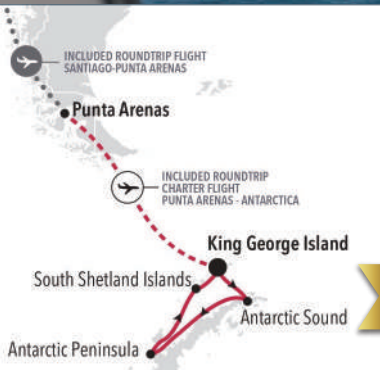 INCLUDED ROUNDTRIP FLIGHT
SANTIAGO-PUNTA ARENAS
Punta Arenas
INCLUDED ROUNDTRIP
CHARTER FLIGHT
PUNTA ARENAS - ANTARCTICA
King George Island
South Shetland Islands
Antarctic Sound
Antarctic Peninsula